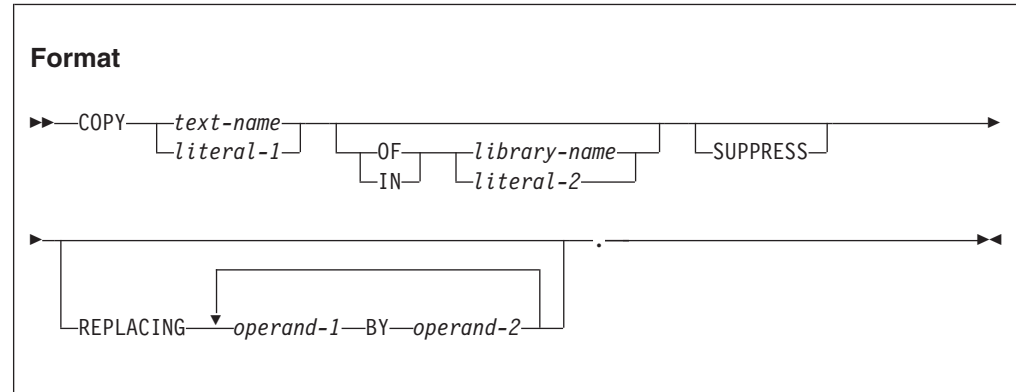 Format
COPY text-name OF library-name SUPPRESS
literal-1 IN literal-2
.
REPLACING operand-1 BY operand-2